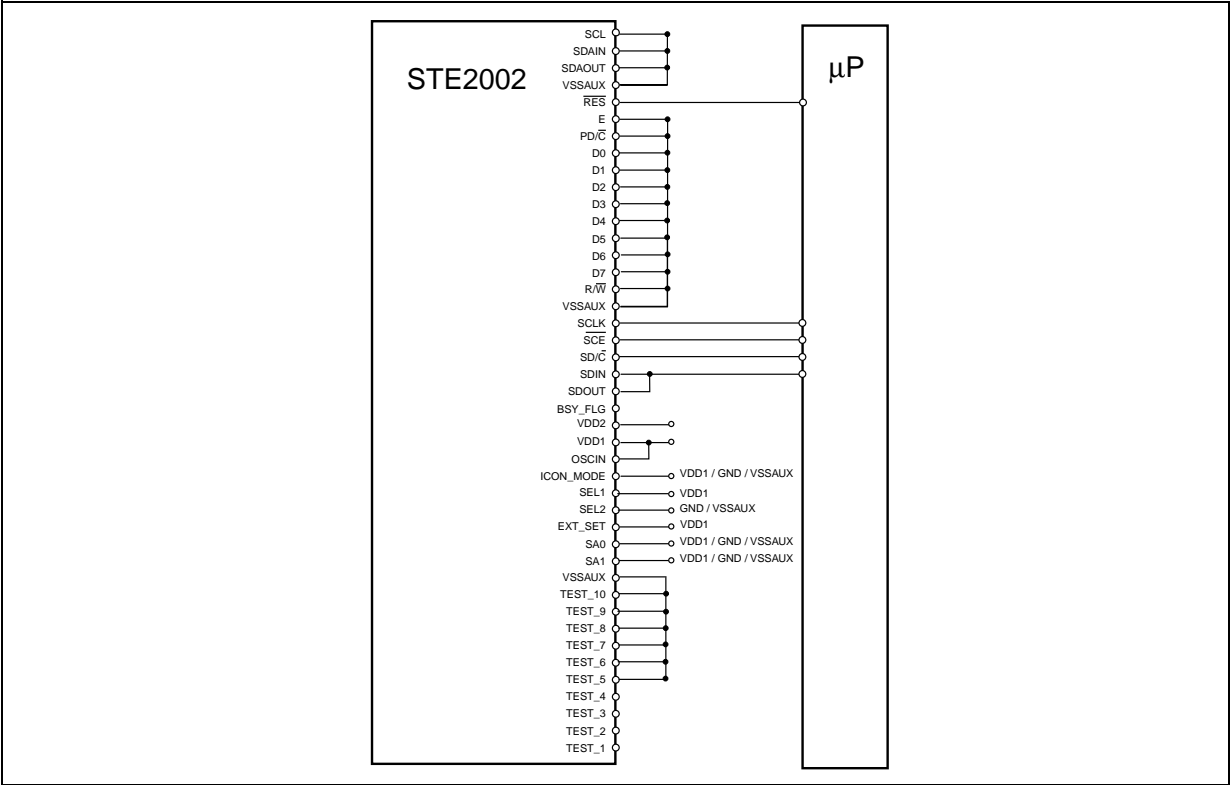 STE2002
μP
SCL
SDAIN
SDAOUT
VSSAUX
R̅E̅S̅
E
PD/C̅
D0
D1
D2
D3
D4
D5
D6
D7
R/W̅
VSSAUX
SCLK
S̅C̅E̅
SD/C̅
SDIN
SDOUT
BSY_FLG
VDD2
VDD1
OSCIN
ICON_MODE VDD1 / GND / VSSAUX
SEL1 VDD1
SEL2 GND / VSSAUX
EXT_SET VDD1
SA0 VDD1 / GND / VSSAUX
SA1 VDD1 / GND / VSSAUX
VSSAUX
TEST_10
TEST_9
TEST_8
TEST_7
TEST_6
TEST_5
TEST_4
TEST_3
TEST_2
TEST_1